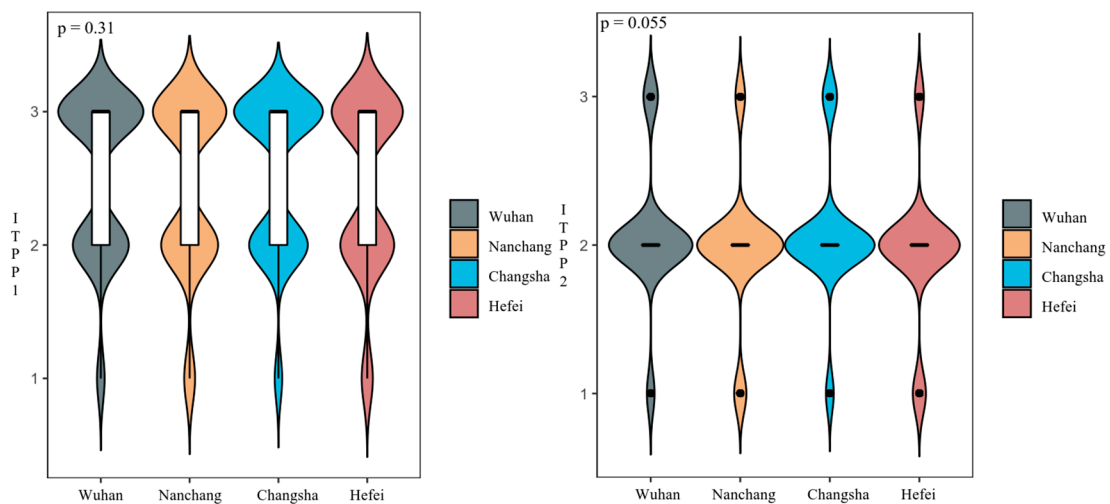 p = 0.31
3
2
1
I
T
P
P
1
Wuhan
Nanchang
Changsha
Hefei
Wuhan Nanchang Changsha Hefei
p = 0.055
3
2
1
I
T
P
P
2
Wuhan
Nanchang
Changsha
Hefei
Wuhan Nanchang Changsha Hefei